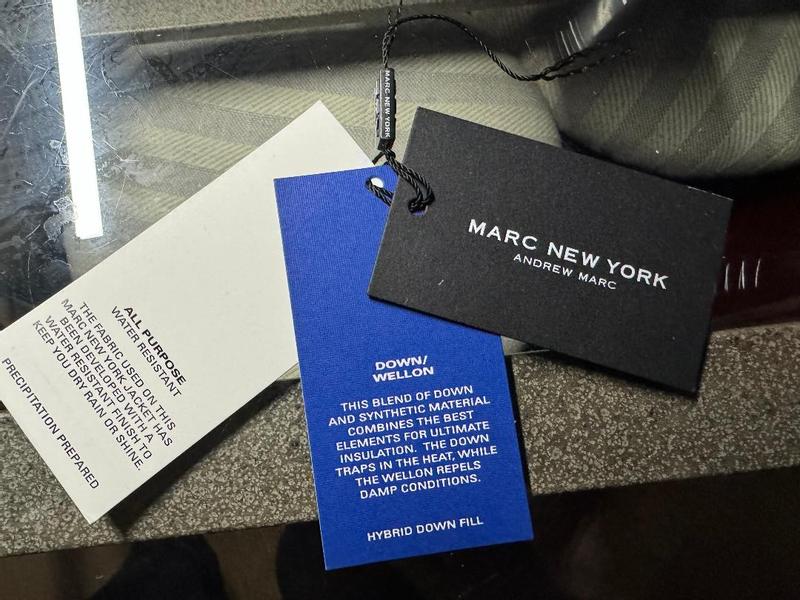 MARC NEW YORK
MARC NEW YORK
ANDREW MARC
ALL PURPOSE
WATER RESISTANT
THE FABRIC USED ON THIS
MARC NEW YORK JACKET HAS
BEEN DEVELOPED WITH A
WATER RESISTANT FINISH TO
KEEP YOU DRY RAIN OR SHINE.
PRECIPITATION PREPARED
DOWN/
WELLON
THIS BLEND OF DOWN
AND SYNTHETIC MATERIAL
COMBINES THE BEST
ELEMENTS FOR ULTIMATE
INSULATION. THE DOWN
TRAPS IN THE HEAT, WHILE
THE WELLON REPELS
DAMP CONDITIONS.
HYBRID DOWN FILL